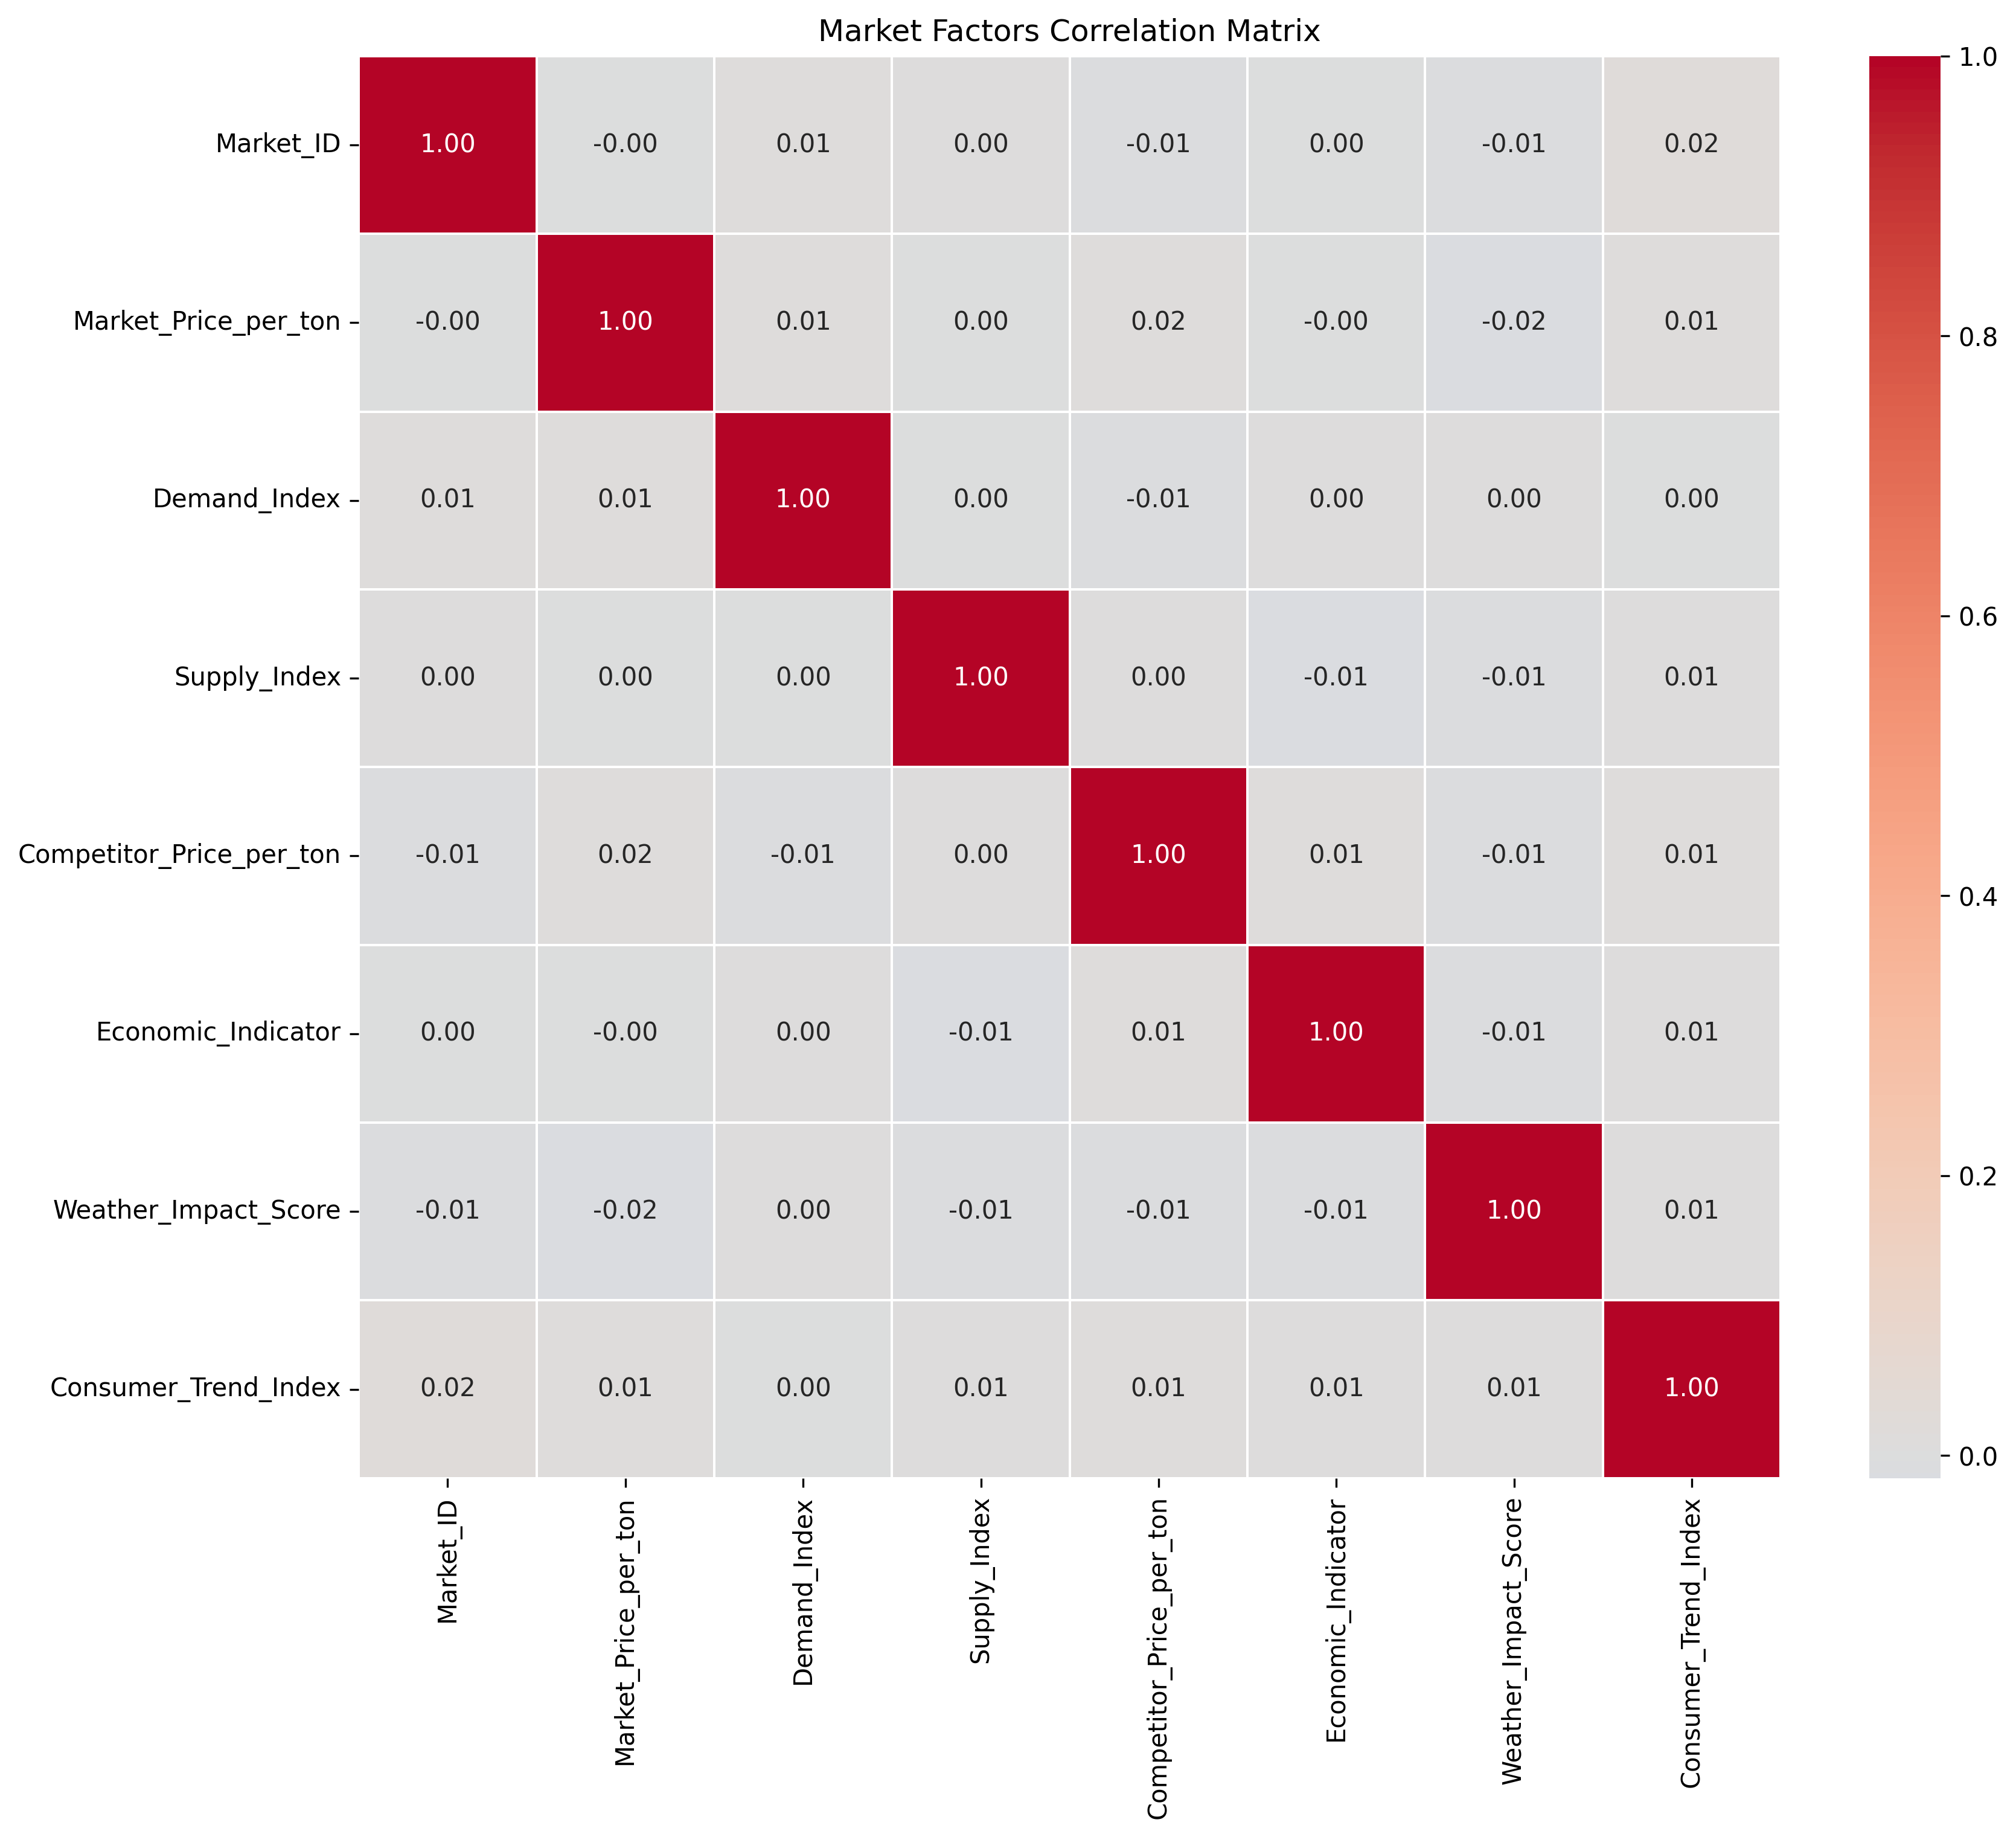 Market Factors Correlation Matrix
Market_ID 1.00 -0.00 0.01 0.00 -0.01 0.00 -0.01 0.02
Market_Price_per_ton -0.00 1.00 0.01 0.00 0.02 -0.00 -0.02 0.01
Demand_Index 0.01 0.01 1.00 0.00 -0.01 0.00 0.00 0.00
Supply_Index 0.00 0.00 0.00 1.00 0.00 -0.01 -0.01 0.01
Competitor_Price_per_ton -0.01 0.02 -0.01 0.00 1.00 0.01 -0.01 0.01
Economic_Indicator 0.00 -0.00 0.00 -0.01 0.01 1.00 -0.01 0.01
Weather_Impact_Score -0.01 -0.02 0.00 -0.01 -0.01 -0.01 1.00 0.01
Consumer_Trend_Index 0.02 0.01 0.00 0.01 0.01 0.01 0.01 1.00
Market_ID
Market_Price_per_ton
Demand_Index
Supply_Index
Competitor_Price_per_ton
Economic_Indicator
Weather_Impact_Score
Consumer_Trend_Index
1.0
0.8
0.6
0.4
0.2
0.0